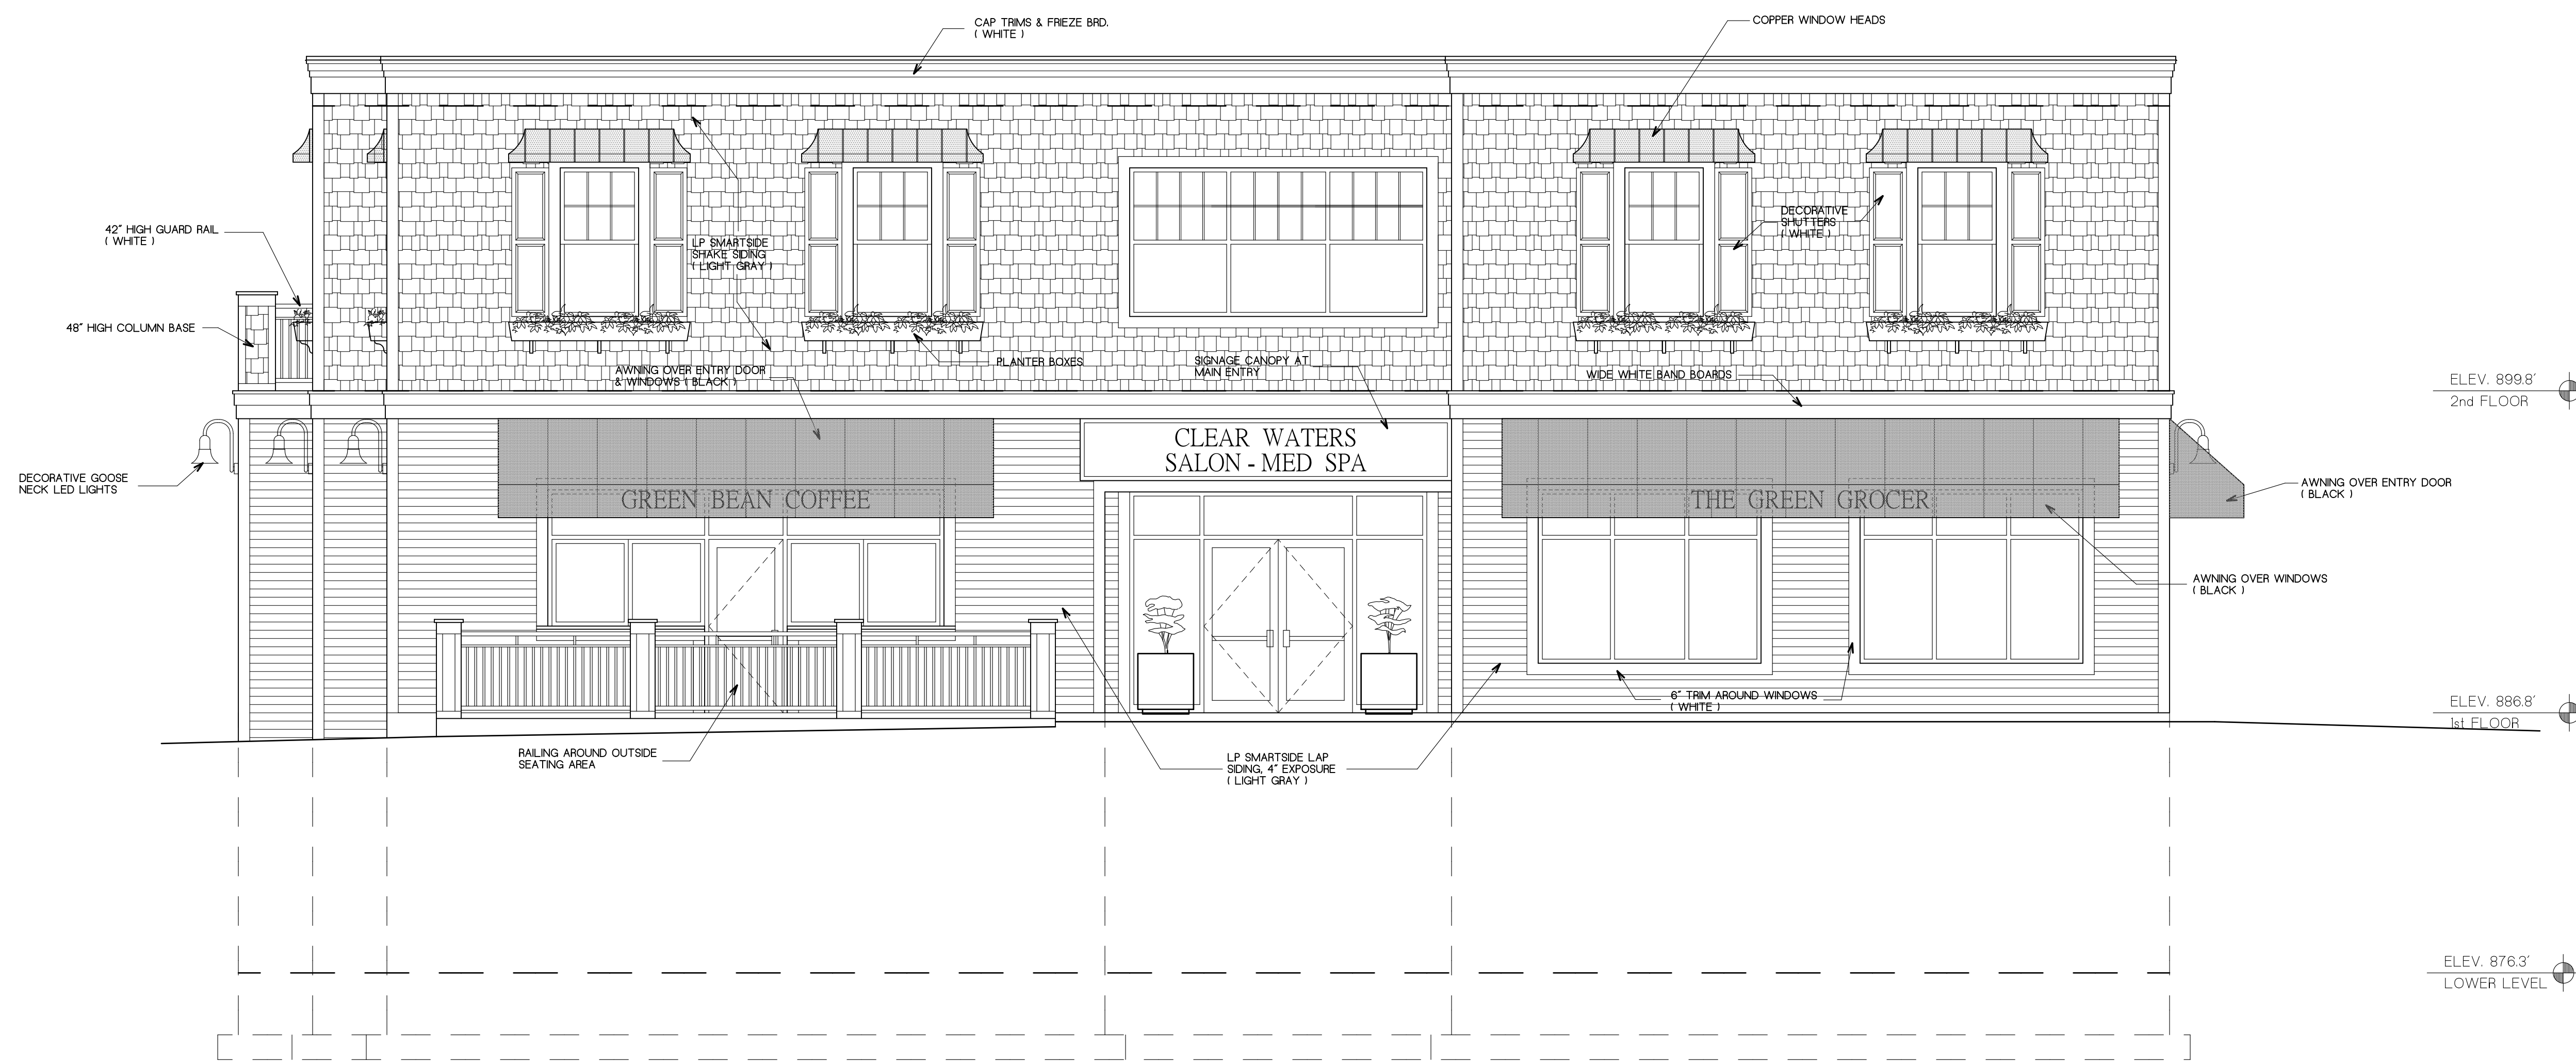 CAP TRIMS & FRIEZE BRD.
( WHITE )
COPPER WINDOW HEADS
42" HIGH GUARD RAIL
( WHITE )
DECORATIVE
SHUTTERS
( WHITE )
LP SMARTSIDE
SHAKE SIDING
( LIGHT GRAY )
48" HIGH COLUMN BASE
PLANTER BOXES
SIGNAGE CANOPY AT
MAIN ENTRY
AWNING OVER ENTRY DOOR
& WINDOWS ( BLACK )
WIDE WHITE BAND BOARDS
ELEV. 899.8'
2nd FLOOR
CLEAR WATERS
SALON - MED SPA
DECORATIVE GOOSE
NECK LED LIGHTS
GREEN BEAN COFFEE
THE GREEN GROCER
AWNING OVER ENTRY DOOR
( BLACK )
AWNING OVER WINDOWS
( BLACK )
6" TRIM AROUND WINDOWS
( WHITE )
ELEV. 886.8'
1st FLOOR
RAILING AROUND OUTSIDE
SEATING AREA
LP SMARTSIDE LAP
SIDING, 4" EXPOSURE
( LIGHT GRAY )
ELEV. 876.3'
LOWER LEVEL